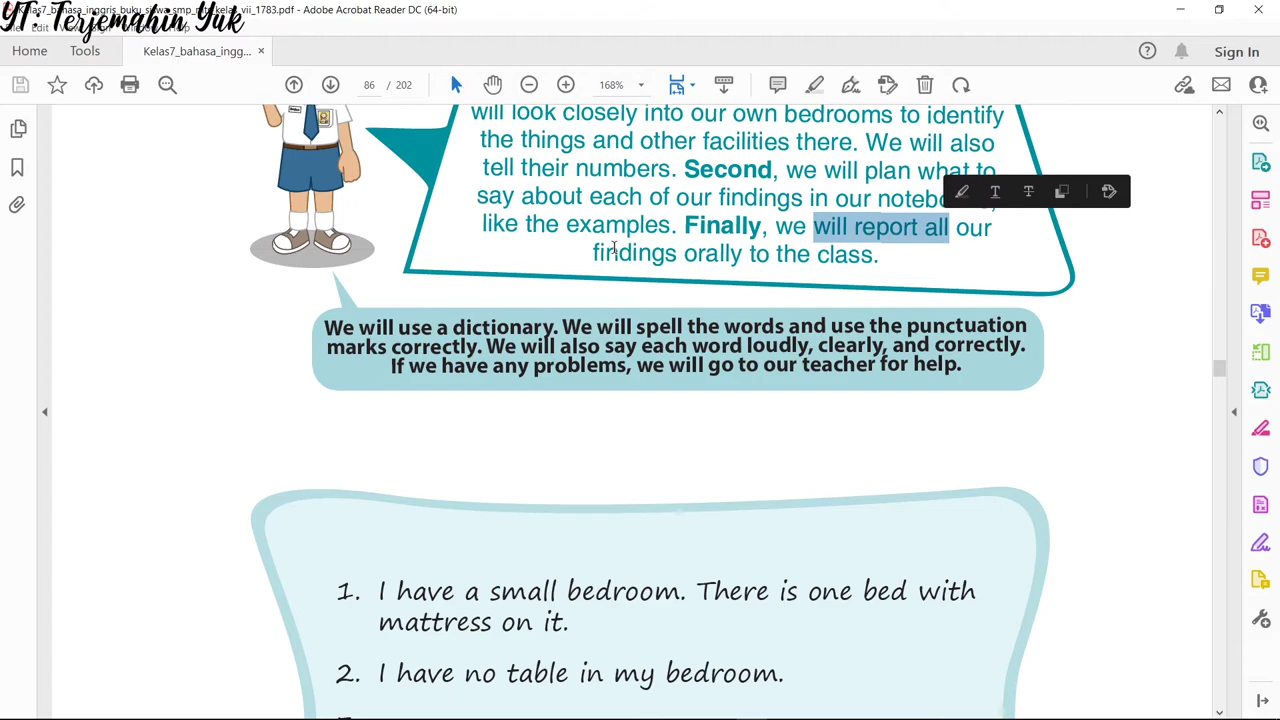 YT: Terjemahin Yuk
Kelas7_bahasa_inggris_buku_siswa_smp_mts_kelas_vii_1783.pdf - Adobe Acrobat Reader DC (64-bit)
Home Tools Kelas7_bahasa_ingg... × Sign In
86 / 202 168%
will look closely into our own bedrooms to identify
the things and other facilities there. We will also
tell their numbers. Second, we will plan what to
say about each of our findings in our
like the examples. Finally, we will report all our
findings orally to the class.
We will use a dictionary. We will spell the words and use the punctuation
marks correctly. We will also say each word loudly, clearly, and correctly.
If we have any problems, we will go to our teacher for help.
1. I have a small bedroom. There is one bed with
mattress on it.
2. I have no table in my bedroom.